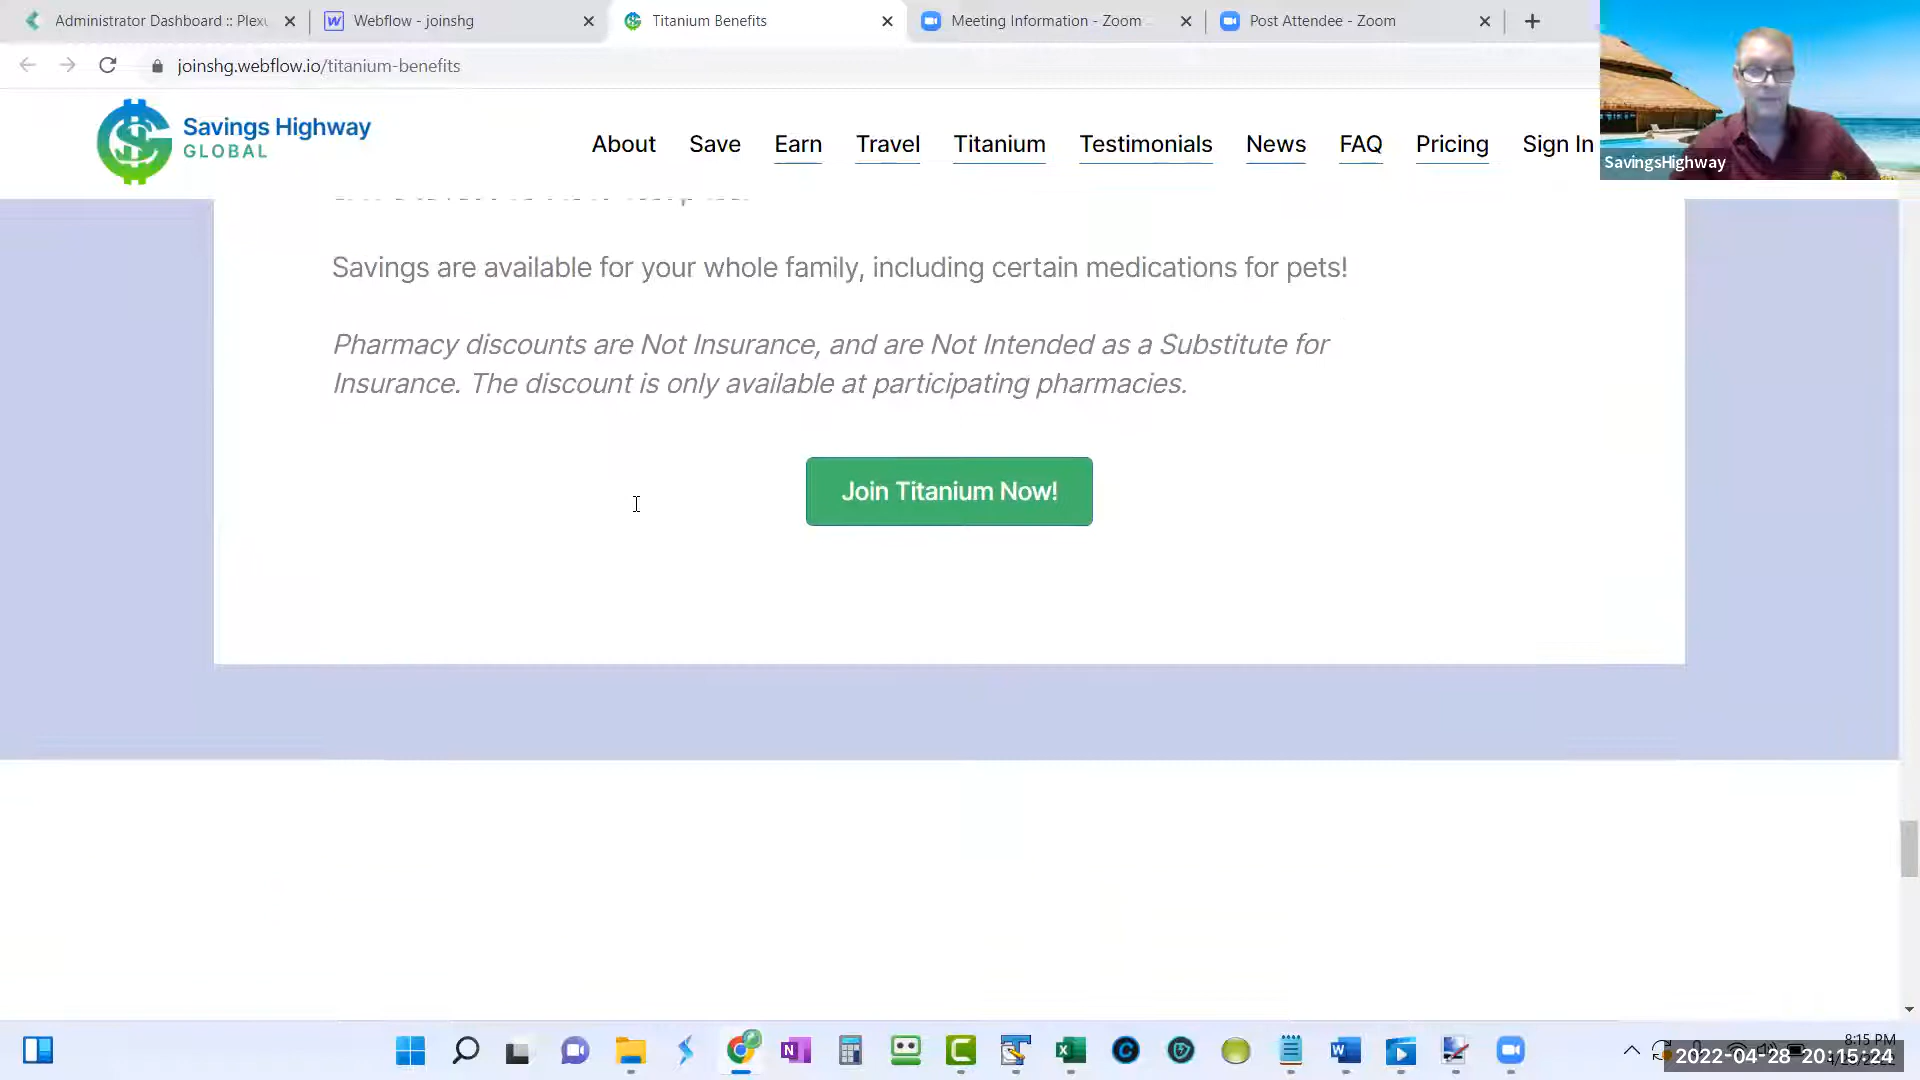 Administrator Dashboard :: Plexu
Webflow - joinshg
Titanium Benefits
Meeting Information - Zoom
Post Attendee - Zoom
joinshg.webflow.io/titanium-benefits
Savings Highway
GLOBAL
About
Save
Earn
Travel
Titanium
Testimonials
News
FAQ
Pricing
Sign In
SavingsHighway
Savings are available for your whole family, including certain medications for pets!
Pharmacy discounts are Not Insurance, and are Not Intended as a Substitute for
Insurance. The discount is only available at participating pharmacies.
Join Titanium Now!
8:15 PM
2022-04-28 20:15:24